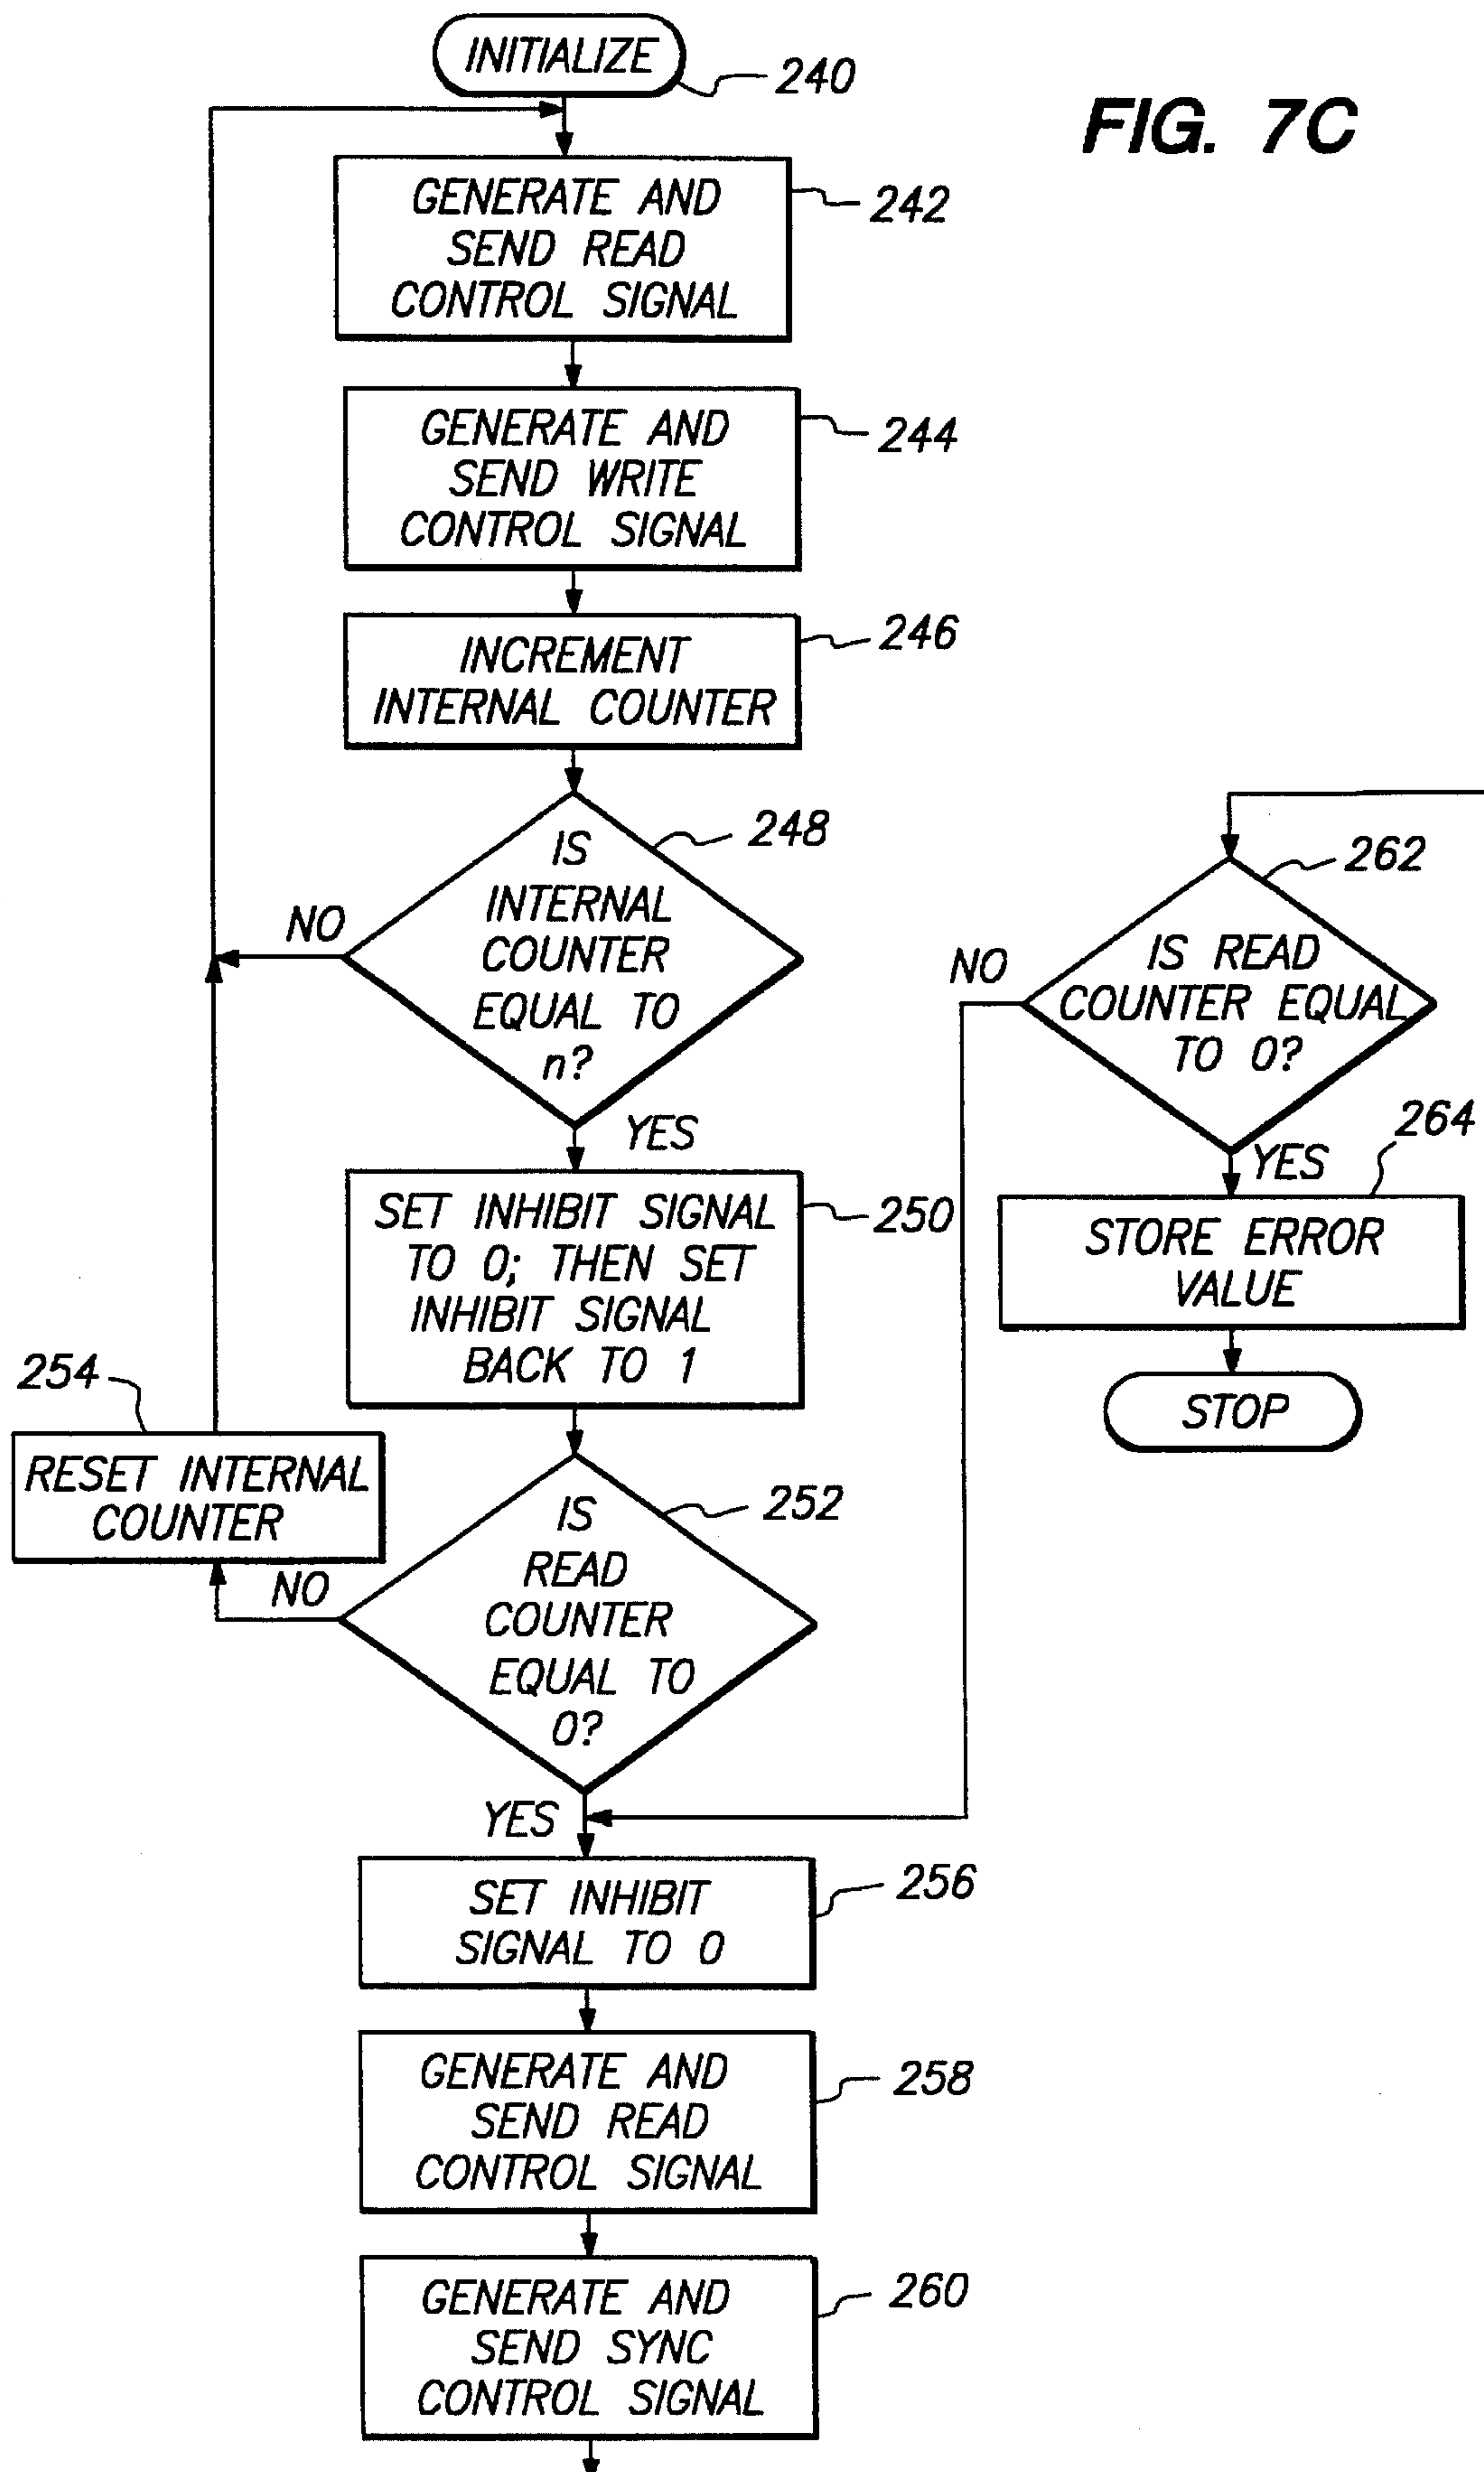 INITIALIZE
240
FIG. 7C
GENERATE AND
SEND READ
CONTROL SIGNAL
242
GENERATE AND
SEND WRITE
CONTROL SIGNAL
244
INCREMENT
INTERNAL COUNTER
246
IS
INTERNAL
COUNTER
EQUAL TO
n?
248
NO
YES
SET INHIBIT SIGNAL
TO 0; THEN SET
INHIBIT SIGNAL
BACK TO 1
250
254
RESET INTERNAL
COUNTER
IS
READ
COUNTER
EQUAL TO
0?
252
NO
YES
SET INHIBIT
SIGNAL TO 0
256
GENERATE AND
SEND READ
CONTROL SIGNAL
258
GENERATE AND
SEND SYNC
CONTROL SIGNAL
260
262
IS READ
COUNTER EQUAL
TO 0?
NO
YES
264
STORE ERROR
VALUE
STOP